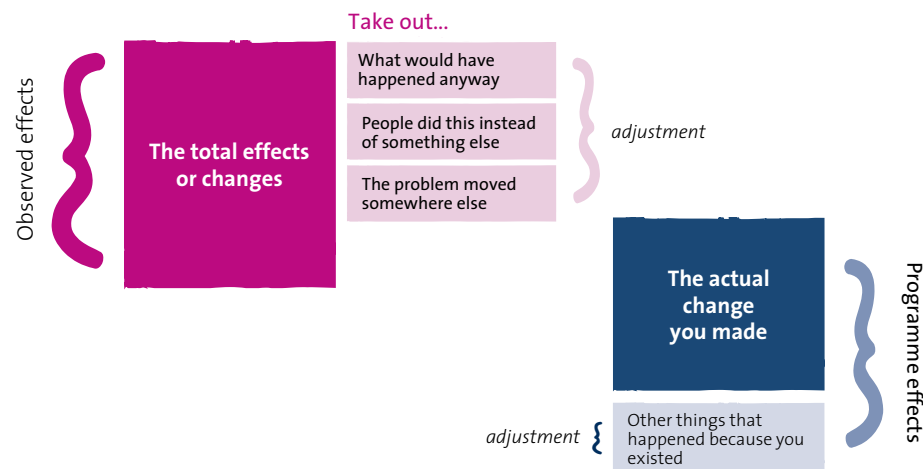 Take out...
Observed effects
The total effects
or changes
What would have
happened anyway
People did this instead
of something else
The problem moved
somewhere else
adjustment
The actual
change
you made
Programme effects
adjustment
Other things that
happened because you
existed